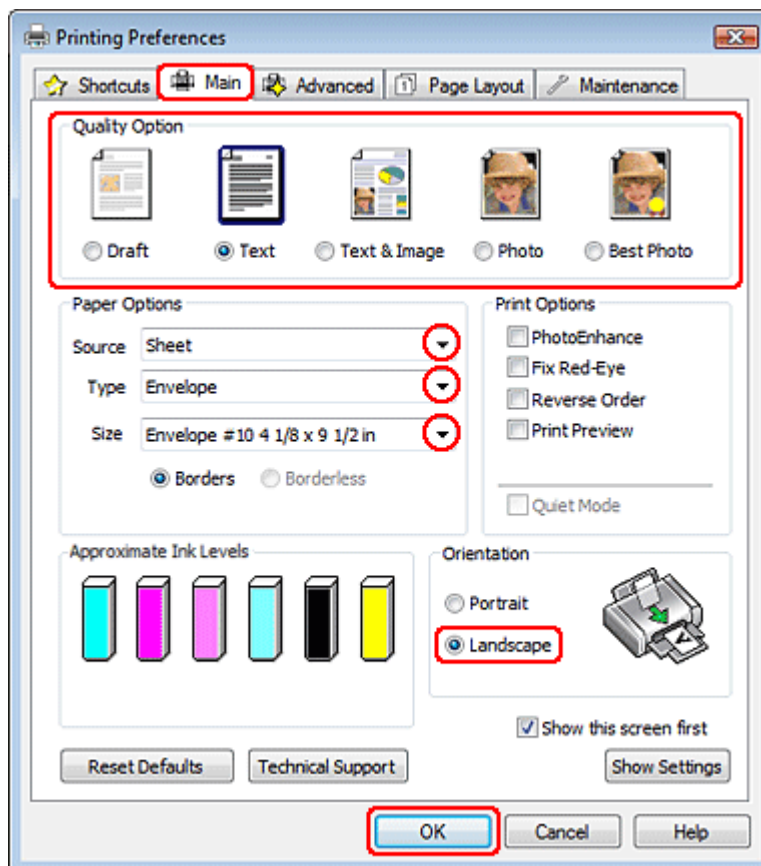 Printing Preferences
Shortcuts Main Advanced 1 Page Layout Maintenance
Quality Option
Draft Text Text & Image Photo Best Photo
Paper Options
Source Sheet
Type Envelope
Size Envelope #10 4 1/8 x 9 1/2 in
Borders Borderless
Print Options
PhotoEnhance
Fix Red-Eye
Reverse Order
Print Preview
Quiet Mode
Approximate Ink Levels
Orientation
Portrait
Landscape
Show this screen first
Reset Defaults Technical Support Show Settings
OK Cancel Help